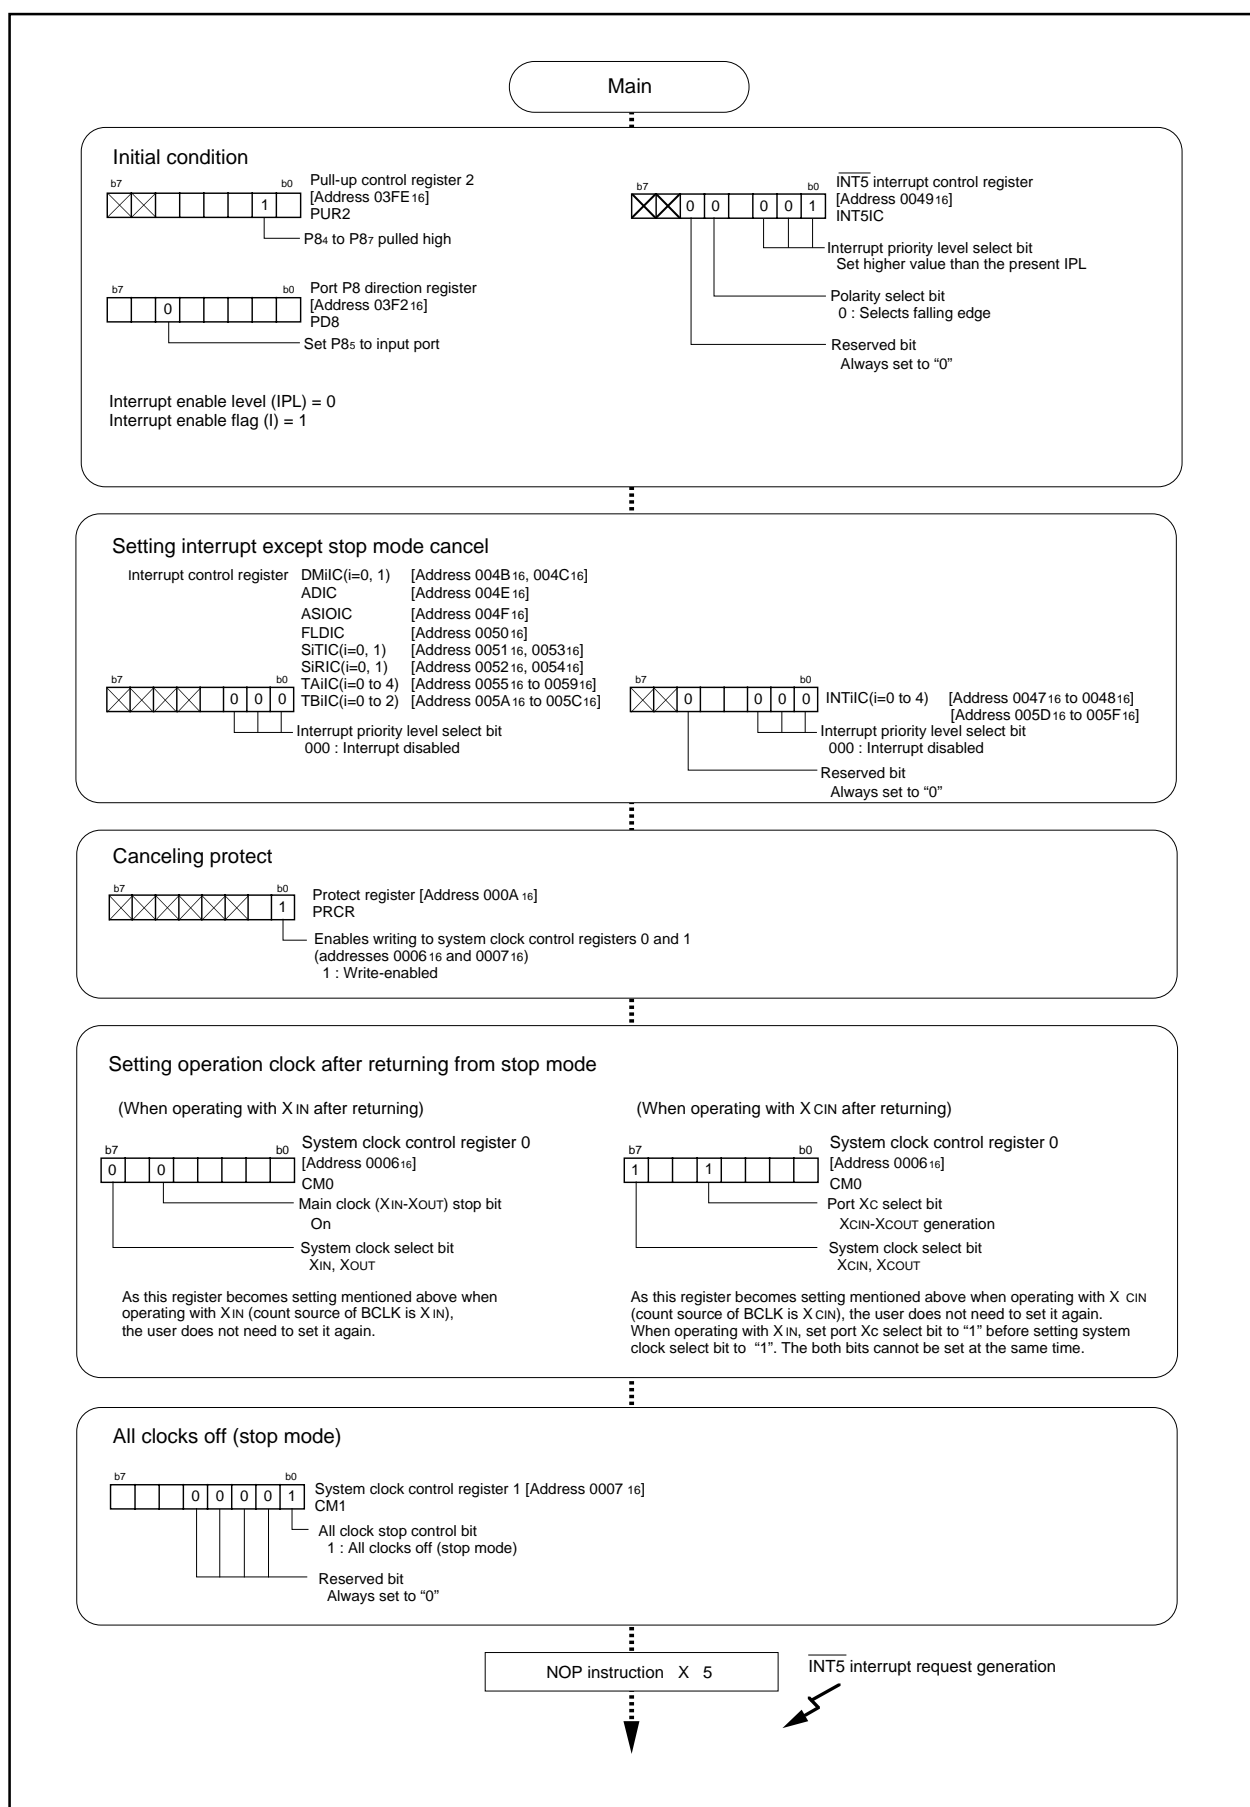 Main
Initial condition
b7 b0
1
Pull-up control register 2
[Address 03FE16]
PUR2
P84 to P87 pulled high
b7 b0
0
Port P8 direction register
[Address 03F216]
PD8
Set P85 to input port
Interrupt enable level (IPL) = 0
Interrupt enable flag (I) = 1
b7 b0
0 0 0 0 1
INT5 interrupt control register
[Address 004916]
INT5IC
Interrupt priority level select bit
Set higher value than the present IPL
Polarity select bit
0 : Selects falling edge
Reserved bit
Always set to “0”
Setting interrupt except stop mode cancel
Interrupt control register DMiIC(i=0, 1) [Address 004B16, 004C16]
ADIC [Address 004E16]
ASIOIC [Address 004F16]
FLDIC [Address 005016]
SiTIC(i=0, 1) [Address 005116, 005316]
SiRIC(i=0, 1) [Address 005216, 005416]
TAiIC(i=0 to 4) [Address 005516 to 005916]
TBiIC(i=0 to 2) [Address 005A16 to 005C16]
b7 b0
0 0 0
Interrupt priority level select bit
000 : Interrupt disabled
b7 b0
0 0 0 0
INTiIC(i=0 to 4) [Address 004716 to 004816]
[Address 005D16 to 005F16]
Interrupt priority level select bit
000 : Interrupt disabled
Reserved bit
Always set to “0”
Canceling protect
b7 b0
1
Protect register [Address 000A16]
PRCR
Enables writing to system clock control registers 0 and 1
(addresses 000616 and 000716)
1 : Write-enabled
Setting operation clock after returning from stop mode
(When operating with XIN after returning)
b7 b0
0 0
System clock control register 0
[Address 000616]
CM0
Main clock (XIN-XOUT) stop bit
On
System clock select bit
XIN, XOUT
As this register becomes setting mentioned above when
operating with XIN (count source of BCLK is XIN),
the user does not need to set it again.
(When operating with XCIN after returning)
b7 b0
1 1
System clock control register 0
[Address 000616]
CM0
Port XC select bit
XCIN-XCOUT generation
System clock select bit
XCIN, XCOUT
As this register becomes setting mentioned above when operating with XCIN
(count source of BCLK is XCIN), the user does not need to set it again.
When operating with XIN, set port Xc select bit to “1” before setting system
clock select bit to “1”. The both bits cannot be set at the same time.
All clocks off (stop mode)
b7 b0
0 0 0 0 1
System clock control register 1 [Address 000716]
CM1
All clock stop control bit
1 : All clocks off (stop mode)
Reserved bit
Always set to “0”
NOP instruction X 5
INT5 interrupt request generation